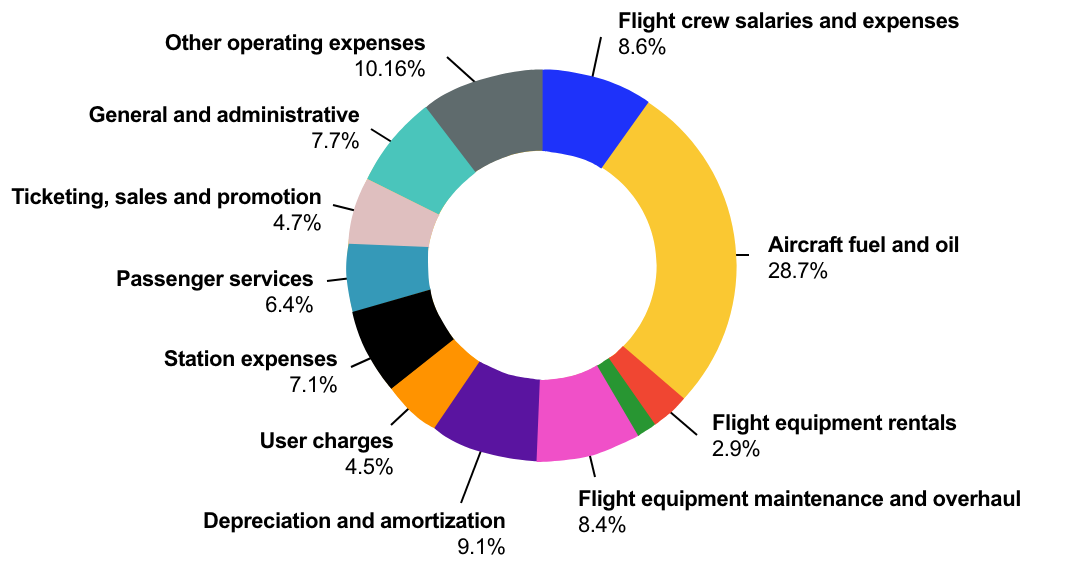 Flight crew salaries and expenses
8.6%
Other operating expenses
10.16%
General and administrative
7.7%
Ticketing, sales and promotion
4.7%
Aircraft fuel and oil
28.7%
Passenger services
6.4%
Station expenses
7.1%
Flight equipment rentals
2.9%
User charges
4.5%
Flight equipment maintenance and overhaul
8.4%
Depreciation and amortization
9.1%